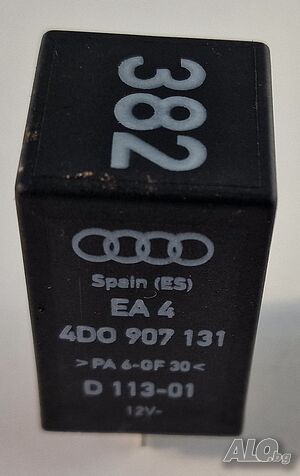 382
Spain (ES)
EA 4
4D0 907 131
>PA 6-GF 30<
D 113-01
12V-
ALO.bg